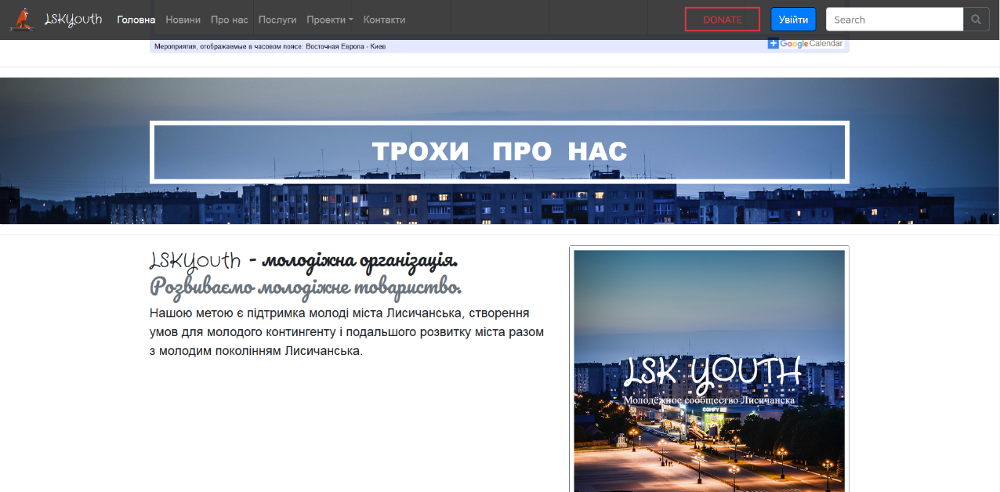 LSKYouth Головна Новини Про нас Послуги Проекти Контакти DONATE Увійти Search
Мероприятия, отображаемые в часовом поясе: Восточная Европа - Киев
Google Calendar
ТРОХИ ПРО НАС
LSKYouth - молодіжна організація.
Розвиваємо молодіжне товариство.
Нашою метою є підтримка молоді міста Лисичанська, створення
умов для молодого контингенту і подальшого розвитку міста разом
з молодим поколінням Лисичанська.
LSK YOUTH
Молодёжное сообщество Лисичанска
COMFY